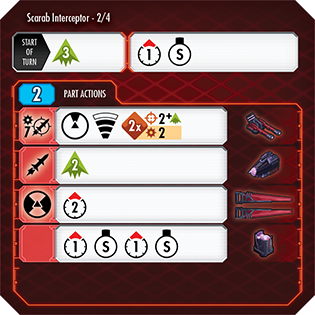 Scarab Interceptor - 2/4
START OF TURN 3 1 S
2 PART ACTIONS
7 2x 2+
2
2
2
1 S 1 S